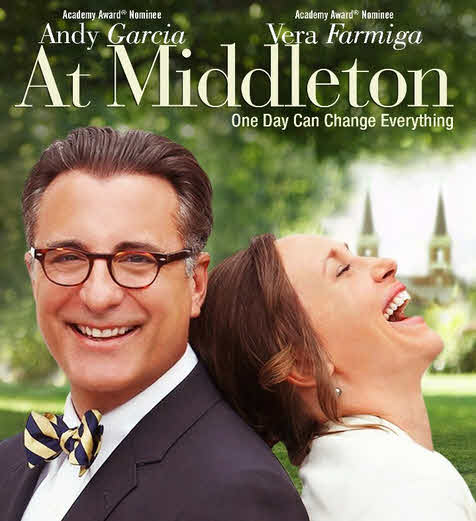 Academy Award® Nominee Academy Award® Nominee
Andy Garcia Vera Farmiga
At Middleton
One Day Can Change Everything